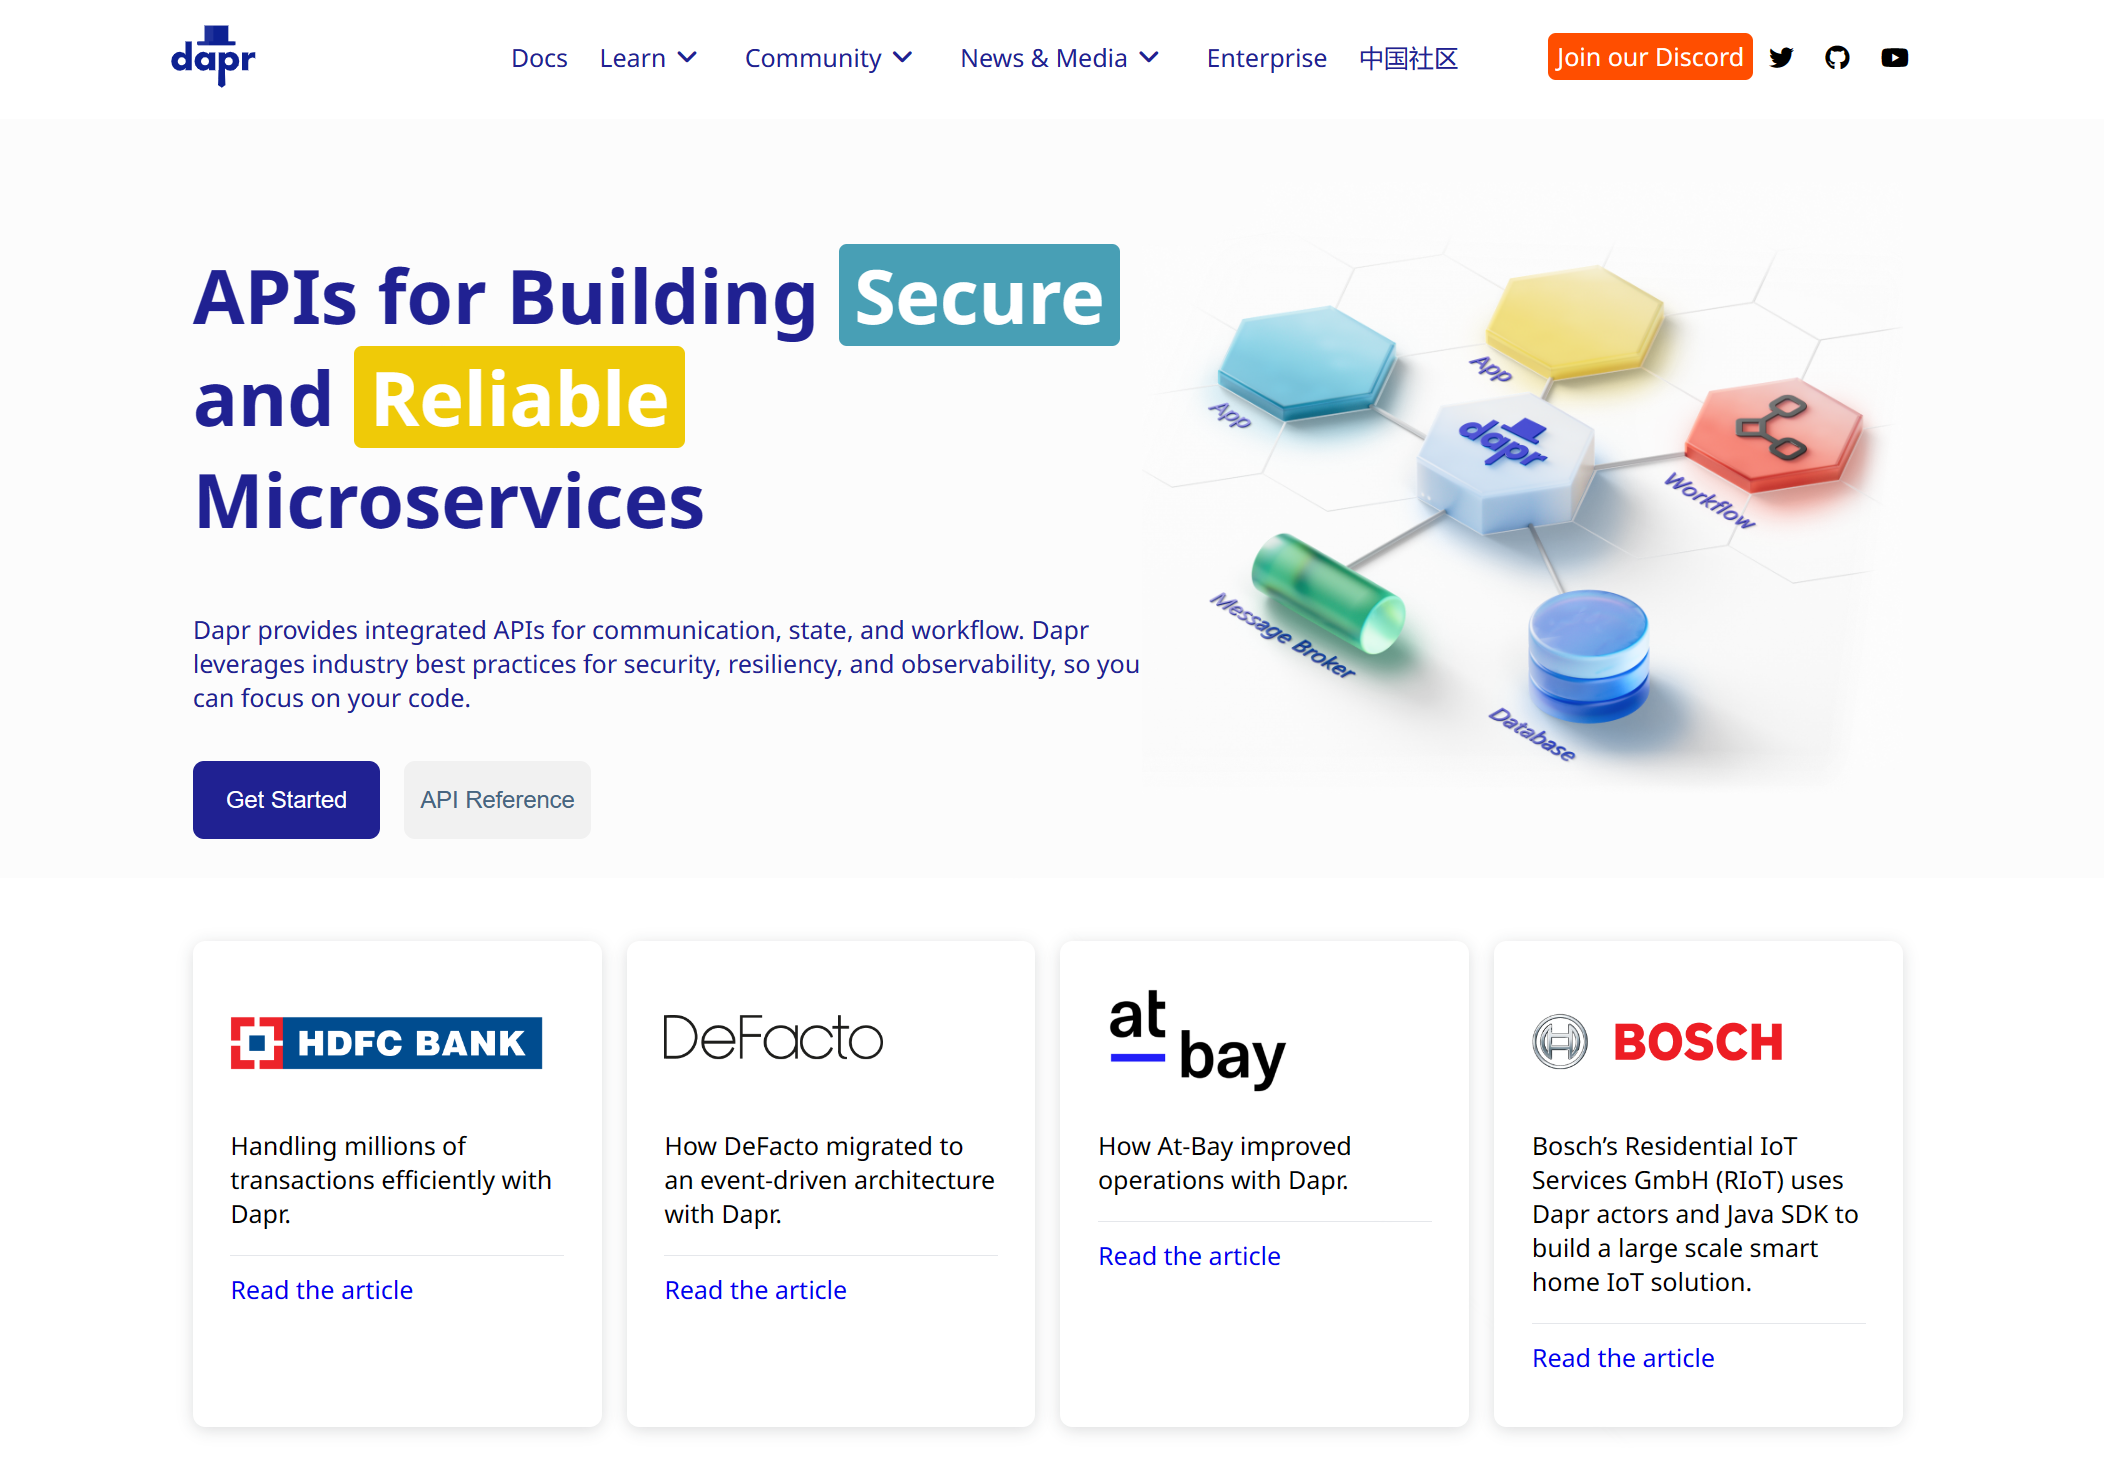 dapr
Docs
Learn
Community
News & Media
Enterprise
中国社区
Join our Discord
APIs for Building Secure
and Reliable
Microservices
Dapr provides integrated APIs for communication, state, and workflow. Dapr
leverages industry best practices for security, resiliency, and observability, so you
can focus on your code.
Get Started
API Reference
App
App
dapr
Workflow
Message Broker
Database
HDFC BANK
Handling millions of
transactions efficiently with
Dapr.
Read the article
DeFacto
How DeFacto migrated to
an event-driven architecture
with Dapr.
Read the article
at
bay
How At-Bay improved
operations with Dapr.
Read the article
BOSCH
Bosch’s Residential IoT
Services GmbH (RIoT) uses
Dapr actors and Java SDK to
build a large scale smart
home IoT solution.
Read the article